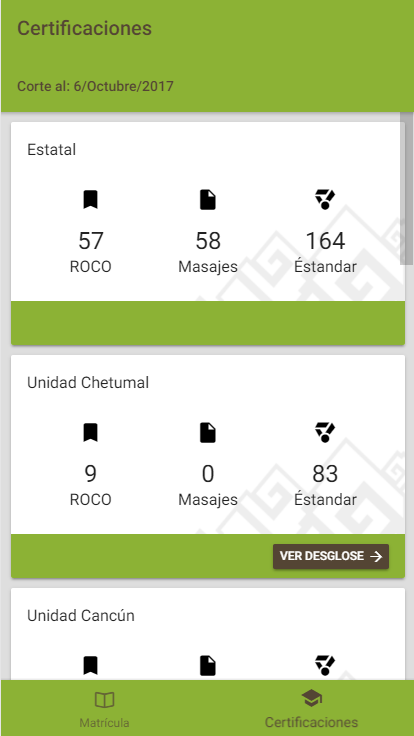 Certificaciones
Corte al: 6/Octubre/2017
Estatal
57 58 164
ROCO Masajes Éstandar
Unidad Chetumal
9 0 83
ROCO Masajes Éstandar
VER DESGLOSE
Unidad Cancún
Matrícula Certificaciones